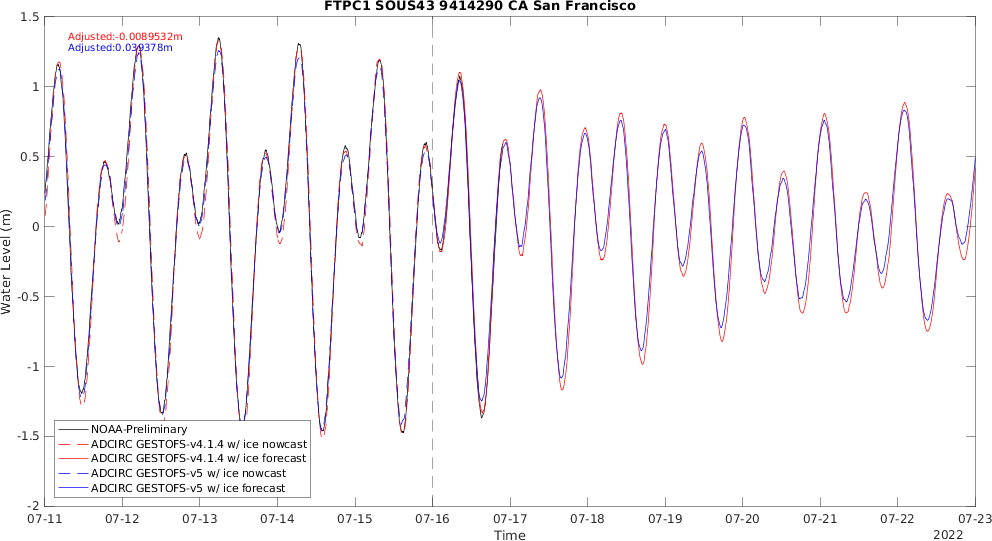 FTPC1 SOUS43 9414290 CA San Francisco
Adjusted:-0.0089532m
Adjusted:0.039378m
Water Level (m)
1.5
1
0.5
0
-0.5
-1
-1.5
-2
NOAA-Preliminary
ADCIRC GESTOFS-v4.1.4 w/ ice nowcast
ADCIRC GESTOFS-v4.1.4 w/ ice forecast
ADCIRC GESTOFS-v5 w/ ice nowcast
ADCIRC GESTOFS-v5 w/ ice forecast
07-11 07-12 07-13 07-14 07-15 07-16 07-17 07-18 07-19 07-20 07-21 07-22 07-23
Time
2022